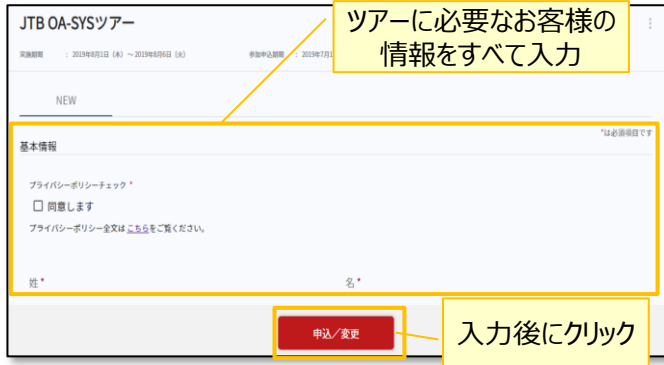 JTB OA-SYSツアー
ツアーに必要なお客様の
情報をすべて入力
実施期間 : 2019年8月1日（木）～2019年8月6日（火）
参加申込期間 : 2019年7月1
NEW
*は必須項目です
基本情報
プライバシーポリシーチェック *
同意します
プライバシーポリシー全文はこちらをご覧ください。
姓 *
名 *
申込／変更
入力後にクリック